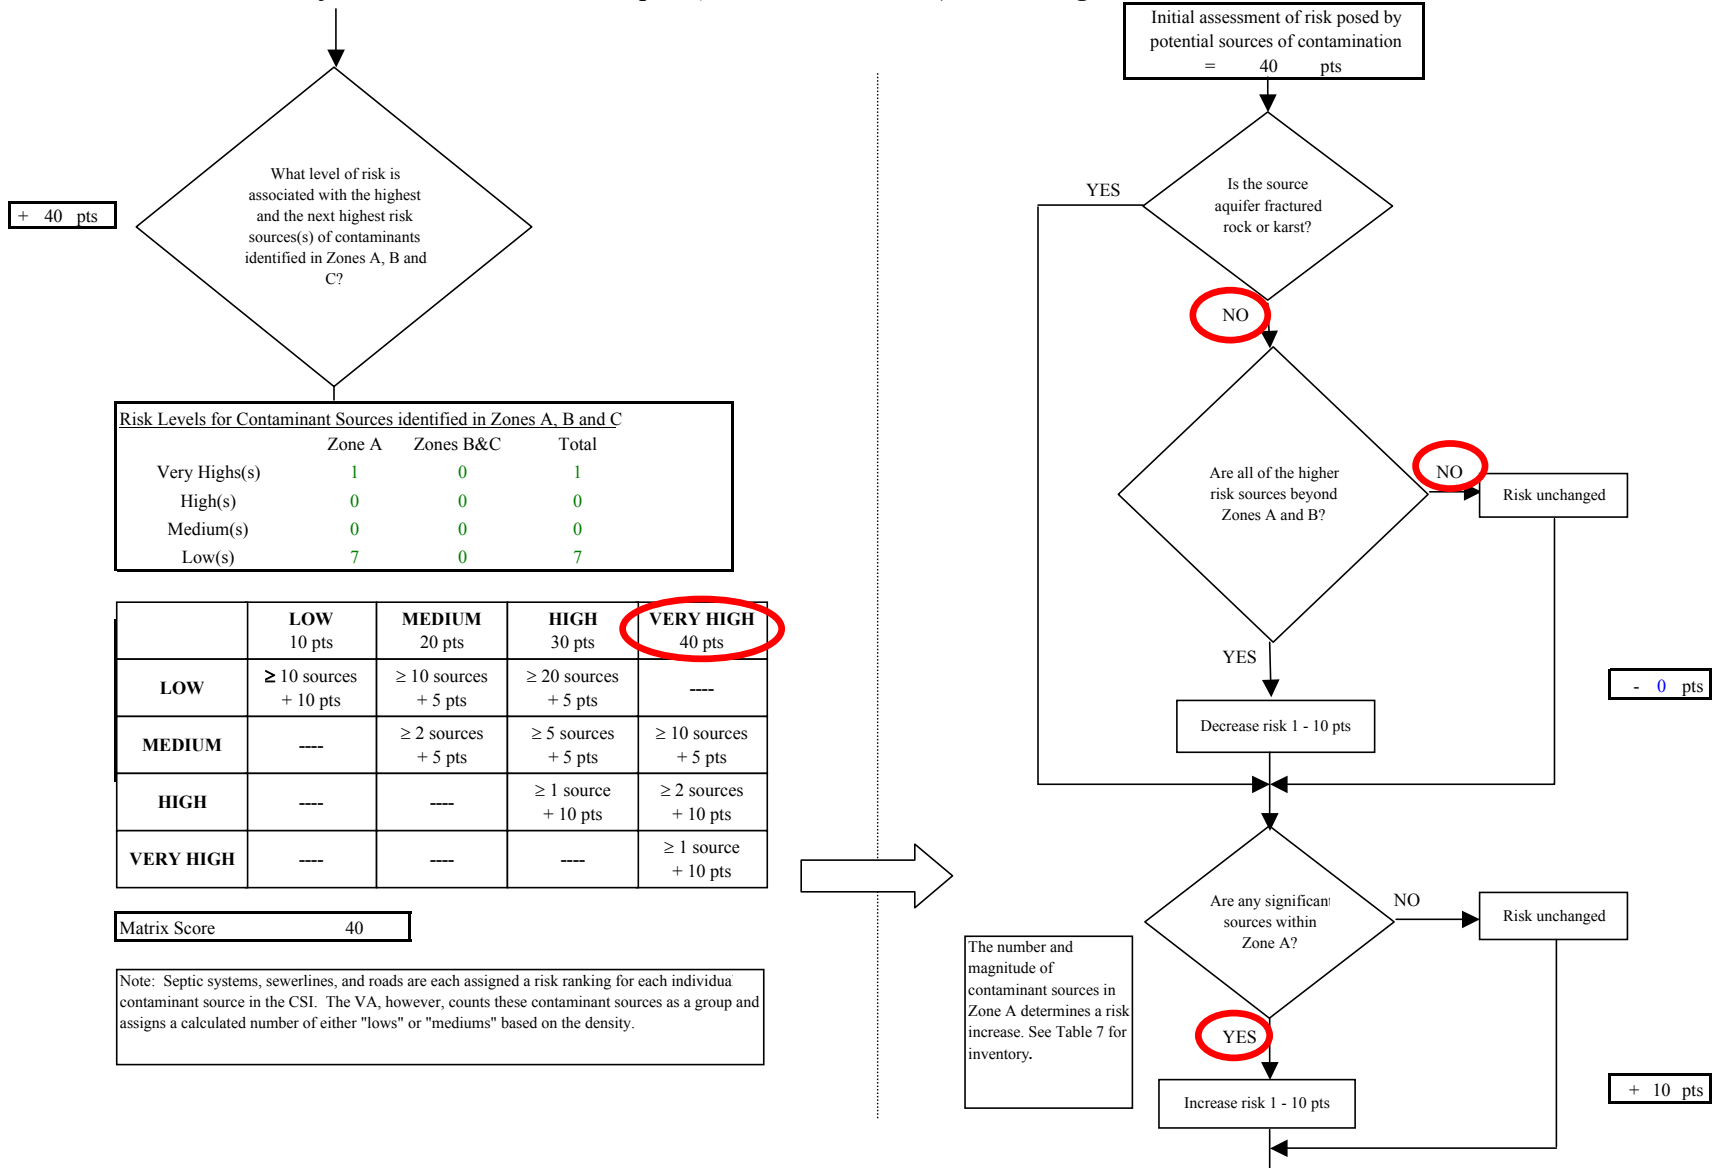 + 40 pts
What level of risk is
associated with the highest
and the next highest risk
sources(s) of contaminants
identified in Zones A, B and
C?
Risk Levels for Contaminant Sources identified in Zones A, B and C
Zone A Zones B&C Total
Very Highs(s) 1 0 1
High(s) 0 0 0
Medium(s) 0 0 0
Low(s) 7 0 7
LOW MEDIUM HIGH VERY HIGH
10 pts 20 pts 30 pts 40 pts
LOW ≥ 10 sources + 10 pts ≥ 10 sources + 5 pts ≥ 20 sources + 5 pts ----
MEDIUM ---- ≥ 2 sources + 5 pts ≥ 5 sources + 5 pts ≥ 10 sources + 5 pts
HIGH ---- ---- ≥ 1 source + 10 pts ≥ 2 sources + 10 pts
VERY HIGH ---- ---- ---- ≥ 1 source + 10 pts
Matrix Score 40
Note: Septic systems, sewerlines, and roads are each assigned a risk ranking for each individua
contaminant source in the CSI. The VA, however, counts these contaminant sources as a group and
assigns a calculated number of either "lows" or "mediums" based on the density.
Initial assessment of risk posed by
potential sources of contamination
= 40 pts
YES
Is the source
aquifer fractured
rock or karst?
NO
Are all of the higher
risk sources beyond
Zones A and B?
NO
Risk unchanged
YES
- 0 pts
Decrease risk 1 - 10 pts
Are any significant
sources within
Zone A?
NO
Risk unchanged
The number and
magnitude of
contaminant sources in
Zone A determines a risk
increase. See Table 7 for
inventory.
YES
+ 10 pts
Increase risk 1 - 10 pts